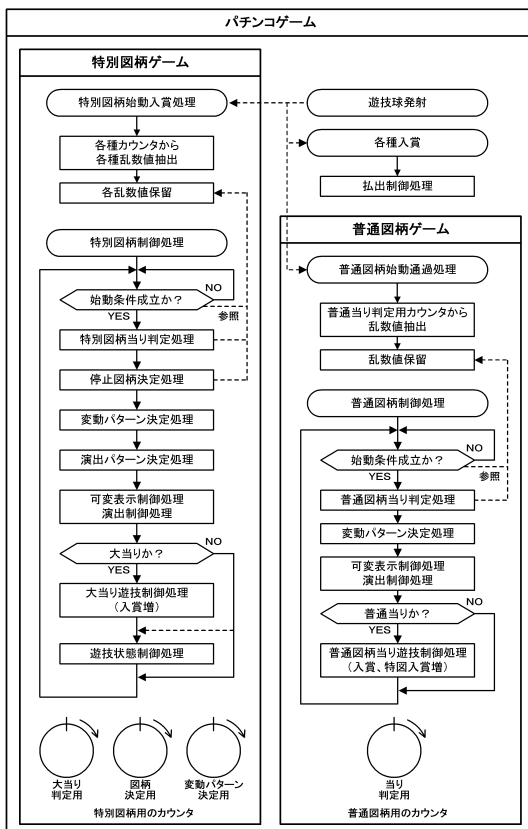 パチンコゲーム
特別図柄ゲーム
特別図柄始動入賞処理
各種カウンタから
各種乱数値抽出
各乱数値保留
特別図柄制御処理
始動条件成立か?
NO
YES
参照
特別図柄当り判定処理
停止図柄決定処理
変動パターン決定処理
演出パターン決定処理
可変表示制御処理
演出制御処理
大当りか?
NO
YES
大当り遊技制御処理
(入賞増)
遊技状態制御処理
大当り
判定用
図柄
決定用
変動パターン
決定用
特別図柄用のカウンタ
遊技球発射
各種入賞
払出制御処理
普通図柄ゲーム
普通図柄始動通過処理
普通当り判定用カウンタから
乱数値抽出
乱数値保留
普通図柄制御処理
始動条件成立か?
NO
YES
参照
普通図柄当り判定処理
変動パターン決定処理
可変表示制御処理
演出制御処理
普通当りか?
NO
YES
普通図柄当り遊技制御処理
(入賞、特図入賞増)
当り
判定用
普通図柄用のカウンタ